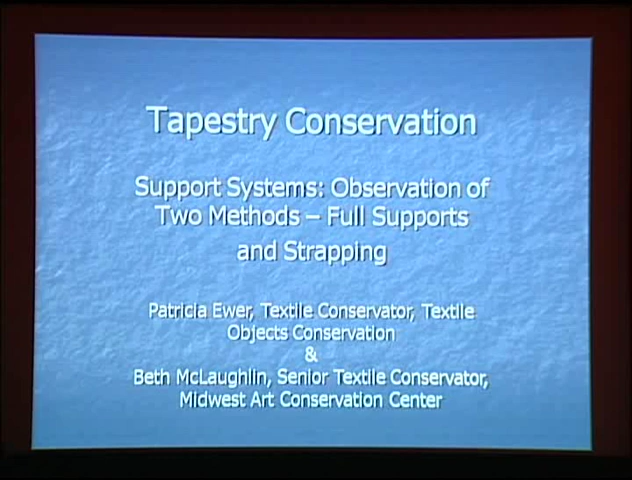 Tapestry Conservation
Support Systems: Observation of
Two Methods – Full Supports
and Strapping
Patricia Ewer, Textile Conservator, Textile
Objects Conservation
&
Beth McLaughlin, Senior Textile Conservator,
Midwest Art Conservation Center